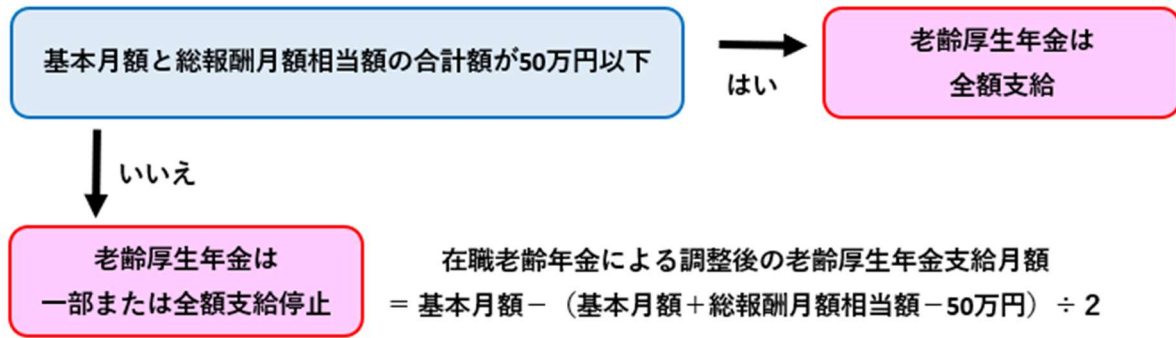 基本月額と総報酬月額相当額の合計額が50万円以下
はい
老齢厚生年金は
全額支給
いいえ
老齢厚生年金は
一部または全額支給停止
在職老齢年金による調整後の老齢厚生年金支給月額
＝ 基本月額－（基本月額＋総報酬月額相当額－50万円）÷２